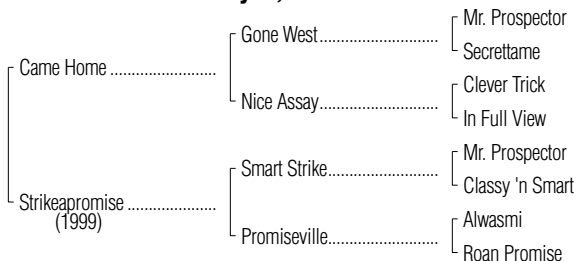 Mr. Prospector
Gone West
Secrettame
Came Home
Clever Trick
Nice Assay
In Full View
Mr. Prospector
Smart Strike
Classy 'n Smart
Strikeapromise
(1999)
Alwasmi
Promiseville
Roan Promise